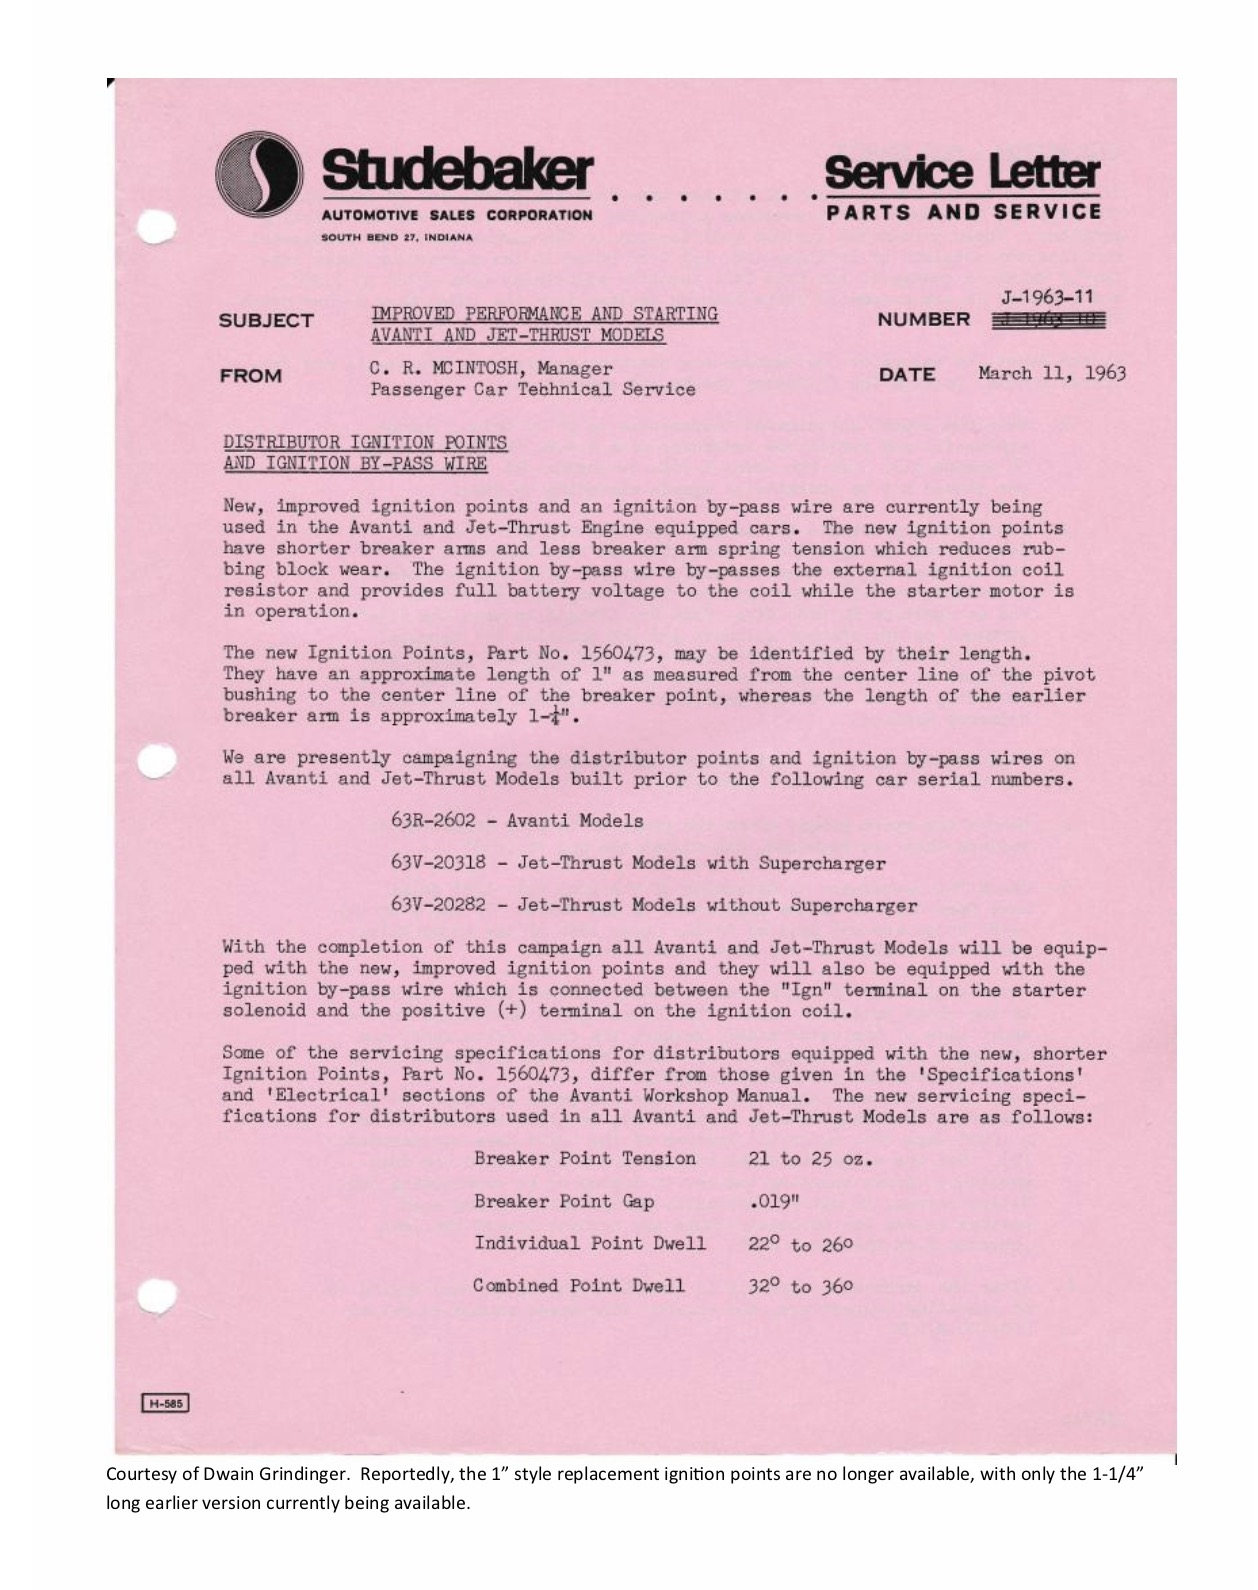 Studebaker . . . . . . . Service Letter
AUTOMOTIVE SALES CORPORATION PARTS AND SERVICE
SOUTH BEND 27, INDIANA
J-1963-11
SUBJECT IMPROVED PERFORMANCE AND STARTING NUMBER J-1963-10
AVANTI AND JET-THRUST MODELS
FROM C. R. MCINTOSH, Manager DATE March 11, 1963
Passenger Car Technical Service
DISTRIBUTOR IGNITION POINTS
AND IGNITION BY-PASS WIRE
New, improved ignition points and an ignition by-pass wire are currently being
used in the Avanti and Jet-Thrust Engine equipped cars. The new ignition points
have shorter breaker arms and less breaker arm spring tension which reduces rub-
bing block wear. The ignition by-pass wire by-passes the external ignition coil
resistor and provides full battery voltage to the coil while the starter motor is
in operation.
The new Ignition Points, Part No. 1560473, may be identified by their length.
They have an approximate length of 1" as measured from the center line of the pivot
bushing to the center line of the breaker point, whereas the length of the earlier
breaker arm is approximately 1-¼".
We are presently campaigning the distributor points and ignition by-pass wires on
all Avanti and Jet-Thrust Models built prior to the following car serial numbers.
63R-2602 - Avanti Models
63V-20318 - Jet-Thrust Models with Supercharger
63V-20282 - Jet-Thrust Models without Supercharger
With the completion of this campaign all Avanti and Jet-Thrust Models will be equip-
ped with the new, improved ignition points and they will also be equipped with the
ignition by-pass wire which is connected between the "Ign" terminal on the starter
solenoid and the positive (+) terminal on the ignition coil.
Some of the servicing specifications for distributors equipped with the new, shorter
Ignition Points, Part No. 1560473, differ from those given in the 'Specifications'
and 'Electrical' sections of the Avanti Workshop Manual. The new servicing speci-
fications for distributors used in all Avanti and Jet-Thrust Models are as follows:
Breaker Point Tension 21 to 25 oz.
Breaker Point Gap .019"
Individual Point Dwell 22° to 26°
Combined Point Dwell 32° to 36°
H-585
Courtesy of Dwain Grindinger. Reportedly, the 1” style replacement ignition points are no longer available, with only the 1-1/4”
long earlier version currently being available.